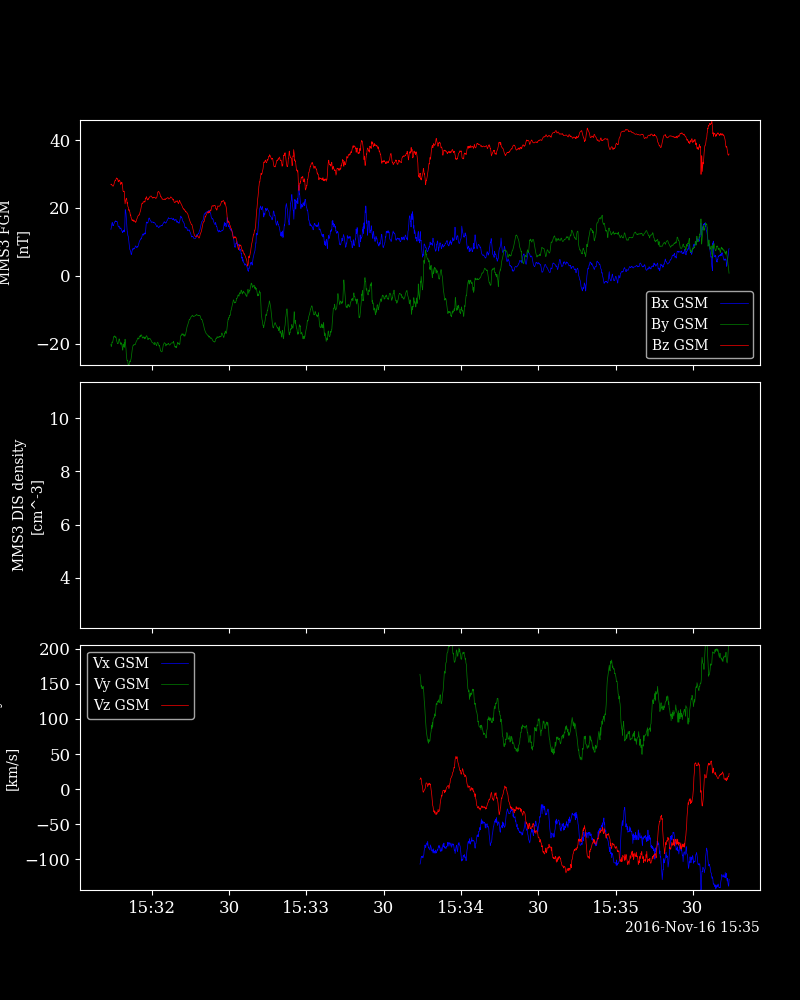 40
20
0
−20
MMS3 FGM
[nT]
Bx GSM
By GSM
Bz GSM
10
8
6
4
MMS3 DIS density
[cm^-3]
200
150
100
50
0
−50
−100
[km/s]
Vx GSM
Vy GSM
Vz GSM
15:32 30 15:33 30 15:34 30 15:35 30
2016-Nov-16 15:35